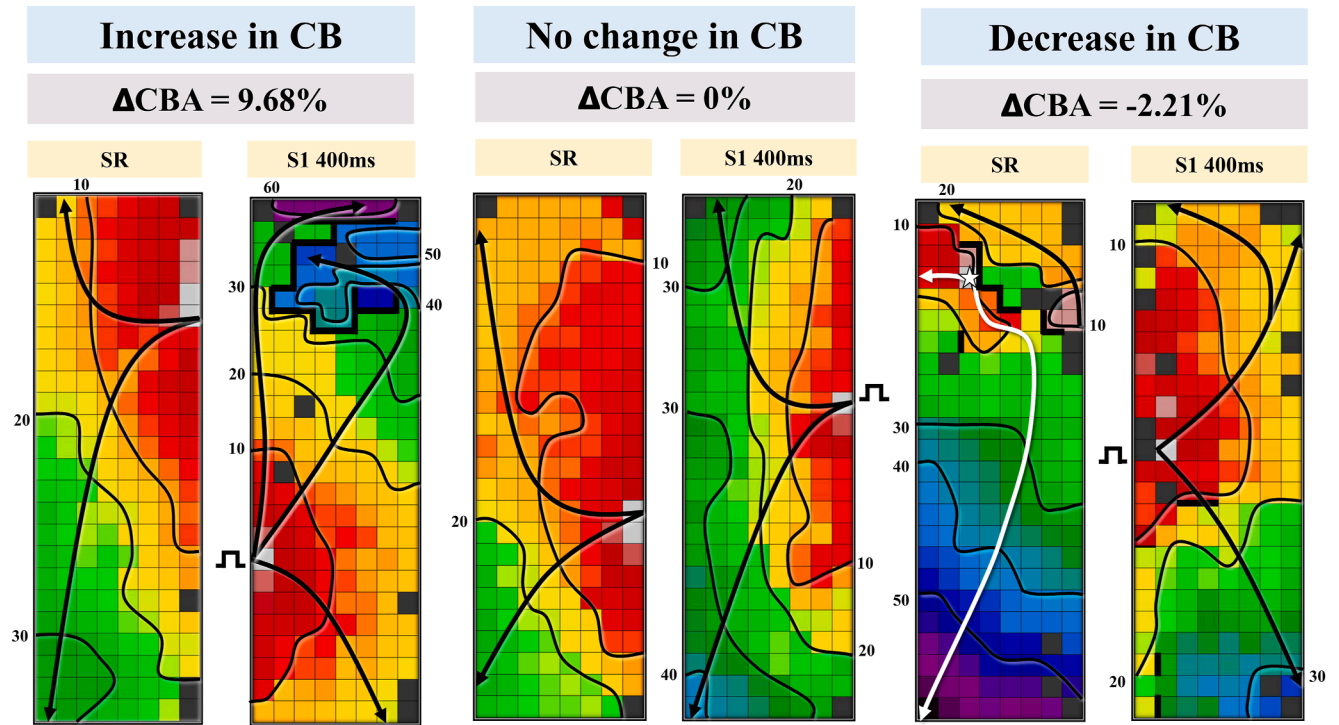 Increase in CB
ΔCBA = 9.68%
SR
S1 400ms
10
20
30
60
50
40
30
20
10
No change in CB
ΔCBA = 0%
SR
S1 400ms
10
20
20
30
30
10
20
40
Decrease in CB
ΔCBA = -2.21%
SR
S1 400ms
20
10
10
30
40
50
10
20
30